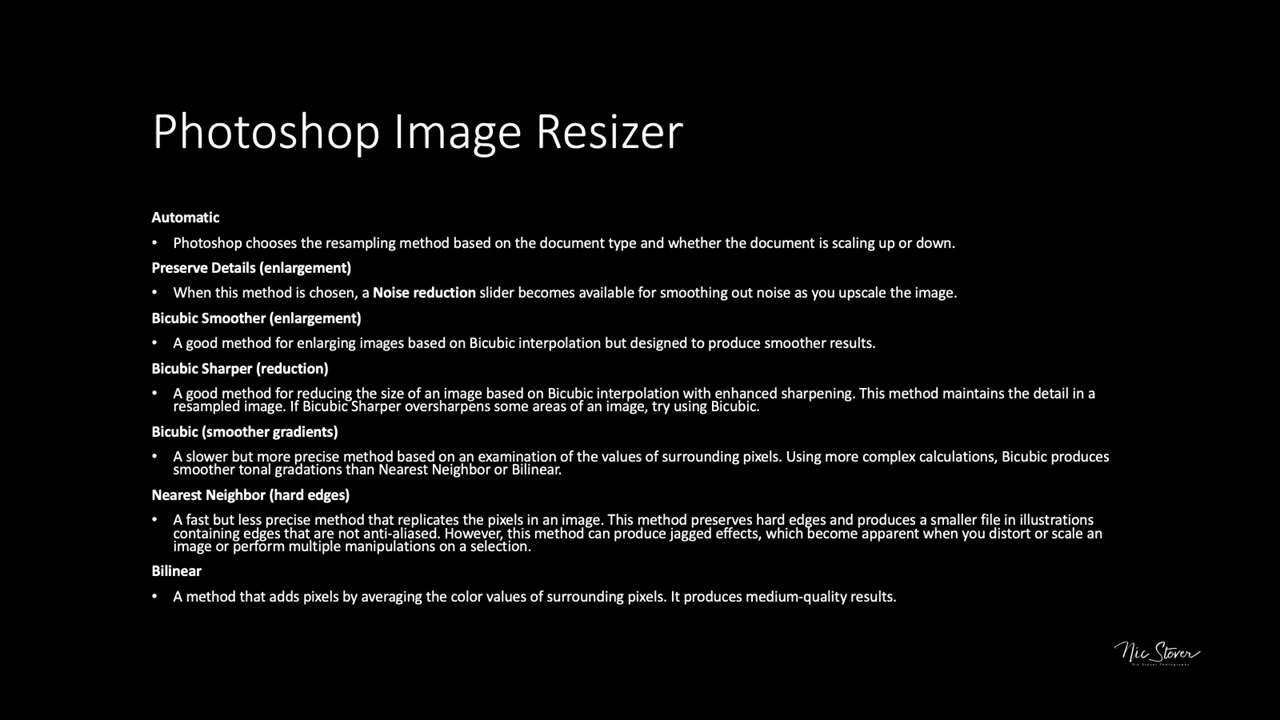 Photoshop Image Resizer
Automatic
• Photoshop chooses the resampling method based on the document type and whether the document is scaling up or down.
Preserve Details (enlargement)
• When this method is chosen, a Noise reduction slider becomes available for smoothing out noise as you upscale the image.
Bicubic Smoother (enlargement)
• A good method for enlarging images based on Bicubic interpolation but designed to produce smoother results.
Bicubic Sharper (reduction)
• A good method for reducing the size of an image based on Bicubic interpolation with enhanced sharpening. This method maintains the detail in a
resampled image. If Bicubic Sharper oversharpens some areas of an image, try using Bicubic.
Bicubic (smoother gradients)
• A slower but more precise method based on an examination of the values of surrounding pixels. Using more complex calculations, Bicubic produces
smoother tonal gradations than Nearest Neighbor or Bilinear.
Nearest Neighbor (hard edges)
• A fast but less precise method that replicates the pixels in an image. This method preserves hard edges and produces a smaller file in illustrations
containing edges that are not anti-aliased. However, this method can produce jagged effects, which become apparent when you distort or scale an
image or perform multiple manipulations on a selection.
Bilinear
• A method that adds pixels by averaging the color values of surrounding pixels. It produces medium-quality results.
Nic Stover
Nic Stover Photography